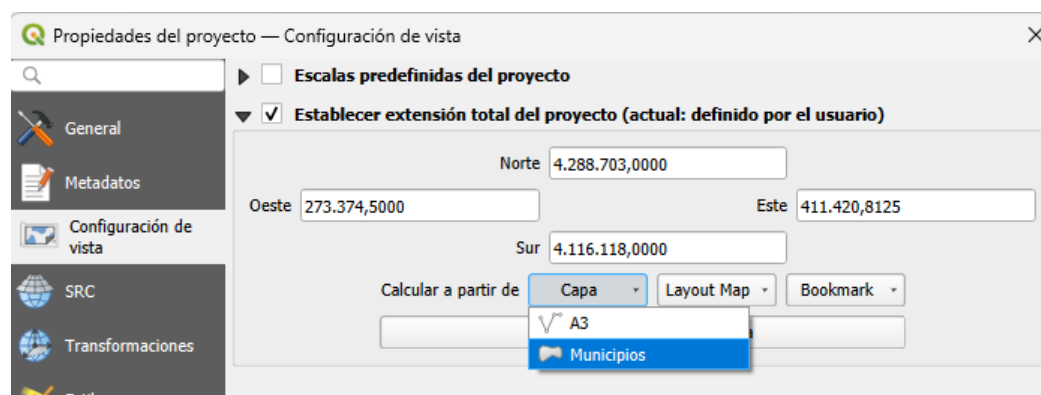 Propiedades del proyecto — Configuración de vista
Escalas predefinidas del proyecto
General
Establecer extensión total del proyecto (actual: definido por el usuario)
Norte 4.288.703,0000
Metadatos
Oeste 273.374,5000 Este 411.420,8125
Configuración de
vista
Sur 4.116.118,0000
SRC
Calcular a partir de Capa Layout Map Bookmark
A3
Transformaciones
Municipios